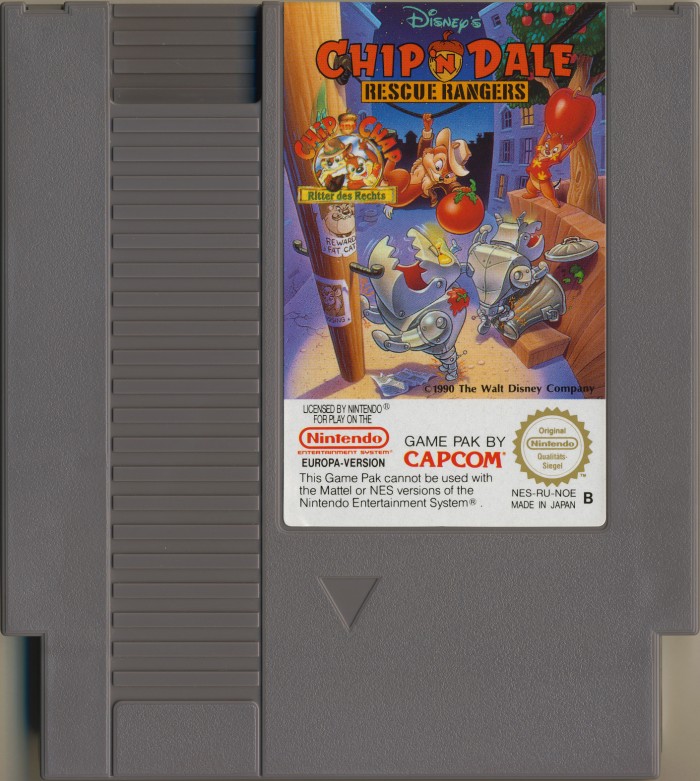 DISNEY'S
CHIP 'N DALE
RESCUE RANGERS
CHIP CHAP
Ritter des Rechts
REWARD
FAT CAT
©1990 The Walt Disney Company
LICENSED BY NINTENDO®
FOR PLAY ON THE
Nintendo
ENTERTAINMENT SYSTEM®
EUROPA-VERSION
GAME PAK BY
CAPCOM®
This Game Pak cannot be used with
the Mattel or NES versions of the
Nintendo Entertainment System®.
Original
Nintendo
Qualitäts-
Siegel
™
NES-RU-NOE B
MADE IN JAPAN